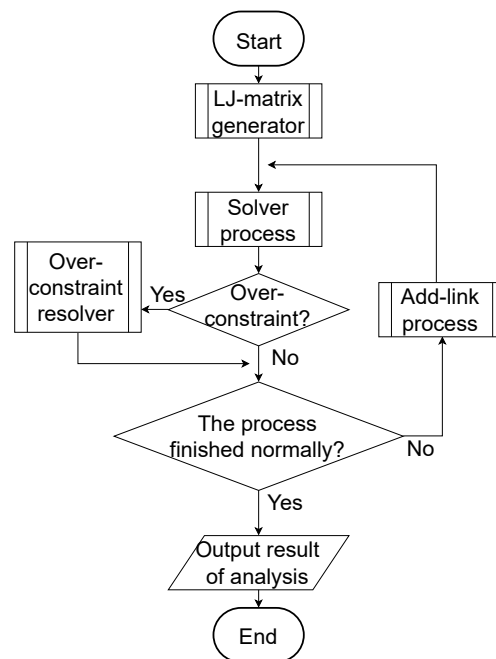 Start
LJ-matrix
generator
Solver
process
Over-
constraint
resolver
Yes
Over-
constraint?
Add-link
process
No
The process
finished normally?
No
Yes
Output result
of analysis
End